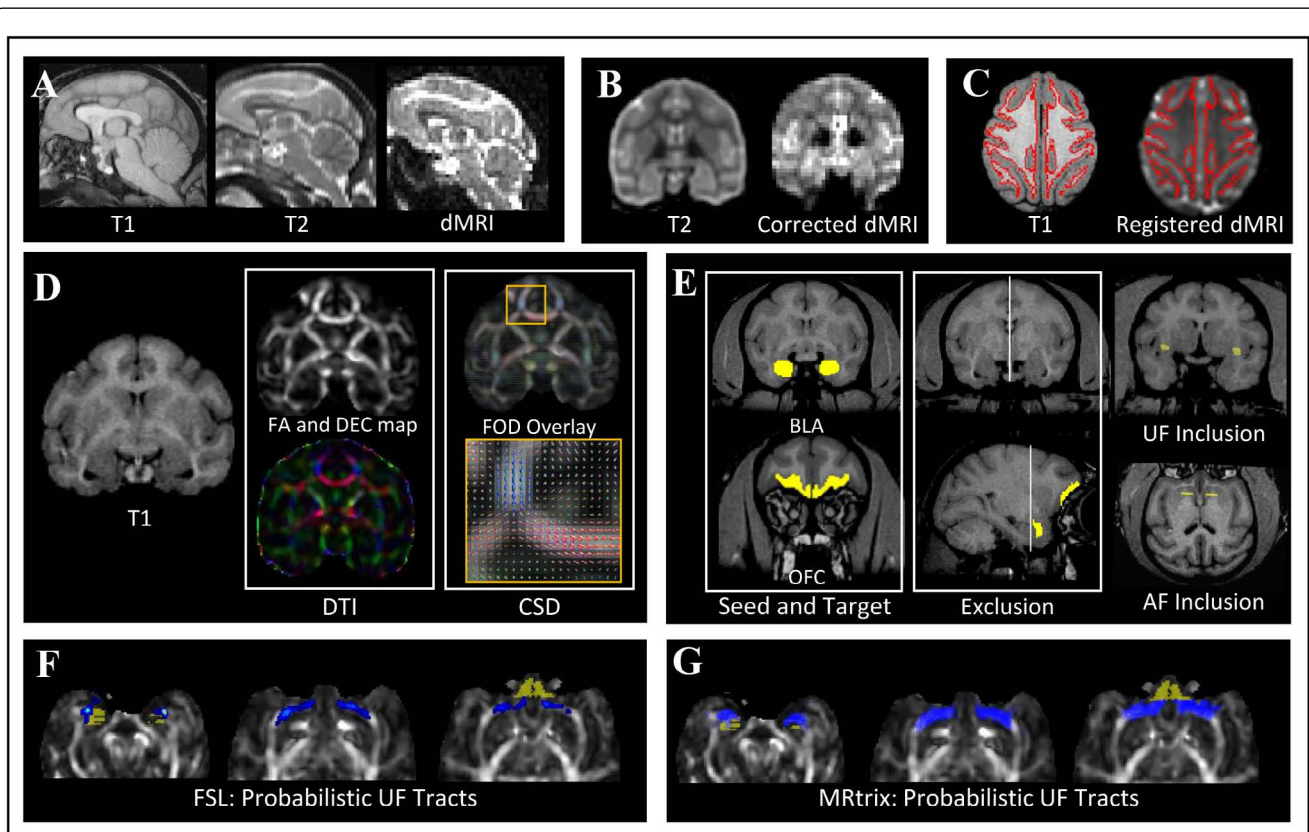 A
T1
T2
dMRI
B
T2
Corrected dMRI
C
T1
Registered dMRI
D
T1
FA and DEC map
DTI
FOD Overlay
CSD
E
BLA
OFC
Seed and Target
Exclusion
UF Inclusion
AF Inclusion
F
FSL: Probabilistic UF Tracts
G
MRtrix: Probabilistic UF Tracts